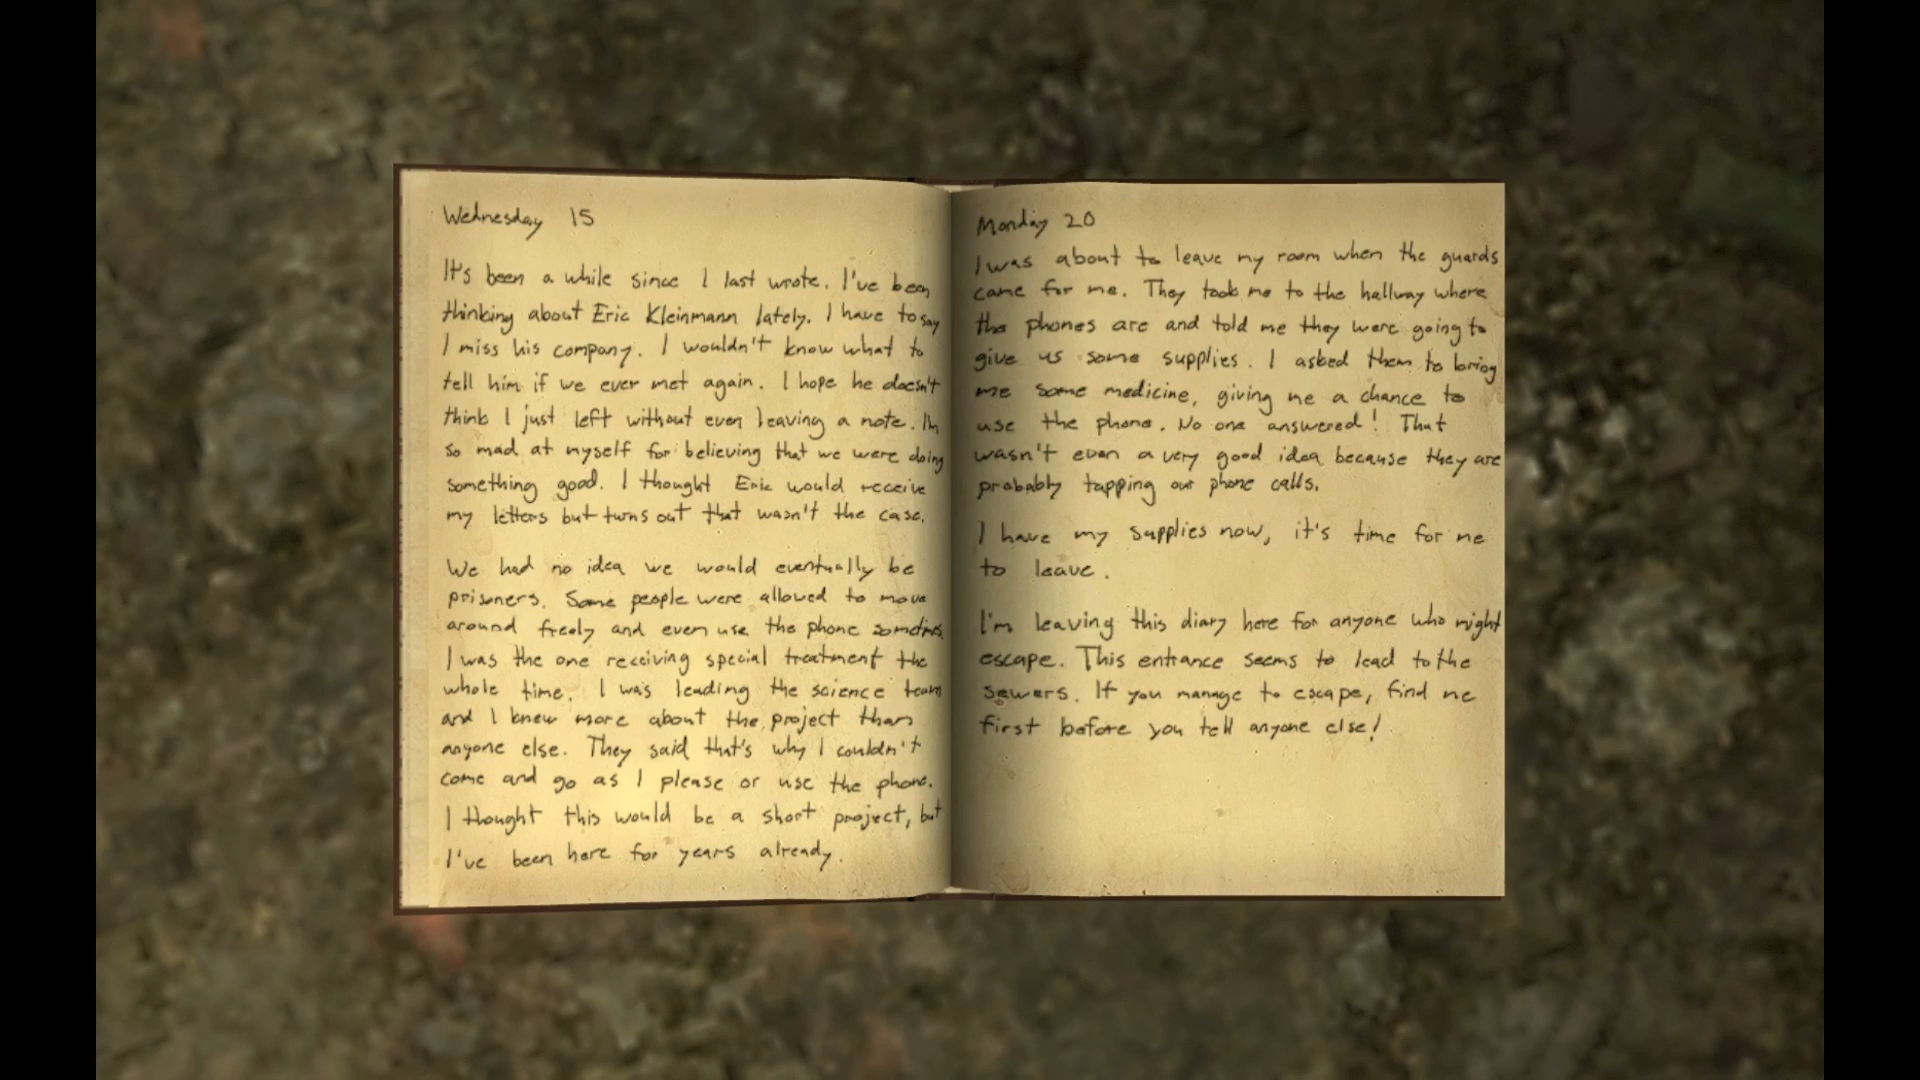 Wednesday 15
It's been a while since I last wrote. I've been
thinking about Eric Kleinmann lately. I have to say
I miss his company. I wouldn't know what to
tell him if we ever met again. I hope he doesn't
think I just left without even leaving a note. I'm
so mad at myself for believing that we were doing
something good. I thought Eric would receive
my letters but turns out that wasn't the case.
We had no idea we would eventually be
prisoners. Some people were allowed to move
around freely and even use the phone sometimes.
I was the one receiving special treatment the
whole time. I was leading the science team
and I knew more about the project than
anyone else. They said that's why I couldn't
come and go as I please or use the phone.
I thought this would be a short project, but
I've been here for years already.
Monday 20
I was about to leave my room when the guards
came for me. They took me to the hallway where
the phones are and told me they were going to
give us some supplies. I asked them to bring
me some medicine, giving me a chance to
use the phone. No one answered! That
wasn't even a very good idea because they are
probably tapping our phone calls.
I have my supplies now, it's time for me
to leave.
I'm leaving this diary here for anyone who might
escape. This entrance seems to lead to the
sewers. If you manage to escape, find me
first before you tell anyone else!